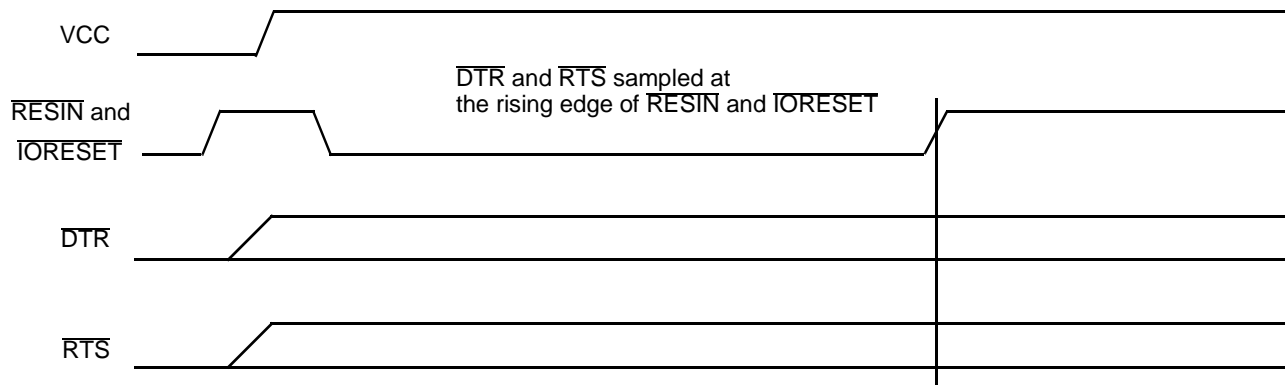 VCC
DTR and RTS sampled at
the rising edge of RESIN and IORESET
RESIN and
IORESET
DTR
RTS